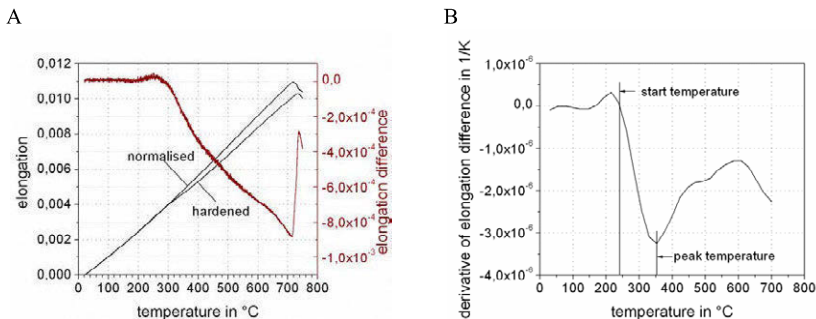 A
0,012
0,010
0,008
0,006
0,004
0,002
0,000
elongation
normalised
hardened
0,0
-2,0x10⁻⁴
-4,0x10⁻⁴
-6,0x10⁻⁴
-8,0x10⁻⁴
-1,0x10⁻³
elongation difference
0 100 200 300 400 500 600 700 800
temperature in °C
B
derivative of elongation difference in 1/K
1,0x10⁻⁶
0,0
-1,0x10⁻⁶
-2,0x10⁻⁶
-3,0x10⁻⁶
-4,0x10⁻⁶
start temperature
peak temperature
0 100 200 300 400 500 600 700 800
temperature in °C